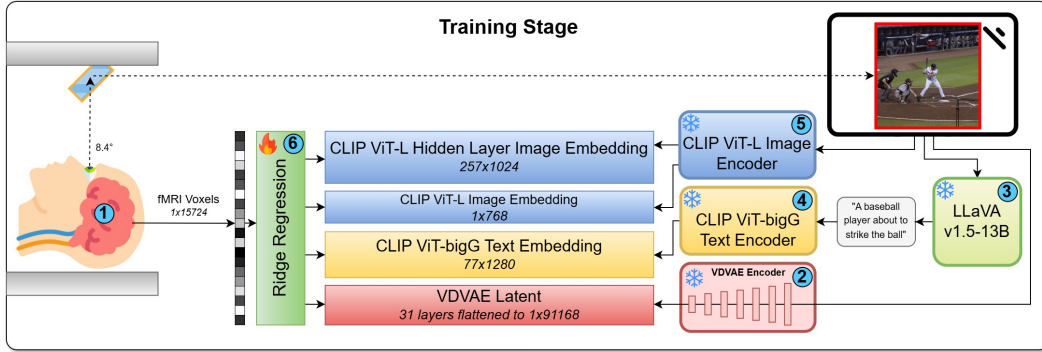 Training Stage
8.4°
1
fMRI Voxels
1x15724
6
Ridge Regression
CLIP ViT-L Hidden Layer Image Embedding
257x1024
CLIP ViT-L Image Embedding
1x768
CLIP ViT-bigG Text Embedding
77x1280
VDVAE Latent
31 layers flattened to 1x91168
5
CLIP ViT-L Image
Encoder
4
CLIP ViT-bigG
Text Encoder
VDVAE Encoder
2
"A baseball
player about to
strike the ball"
3
LLaVA
v1.5-13B